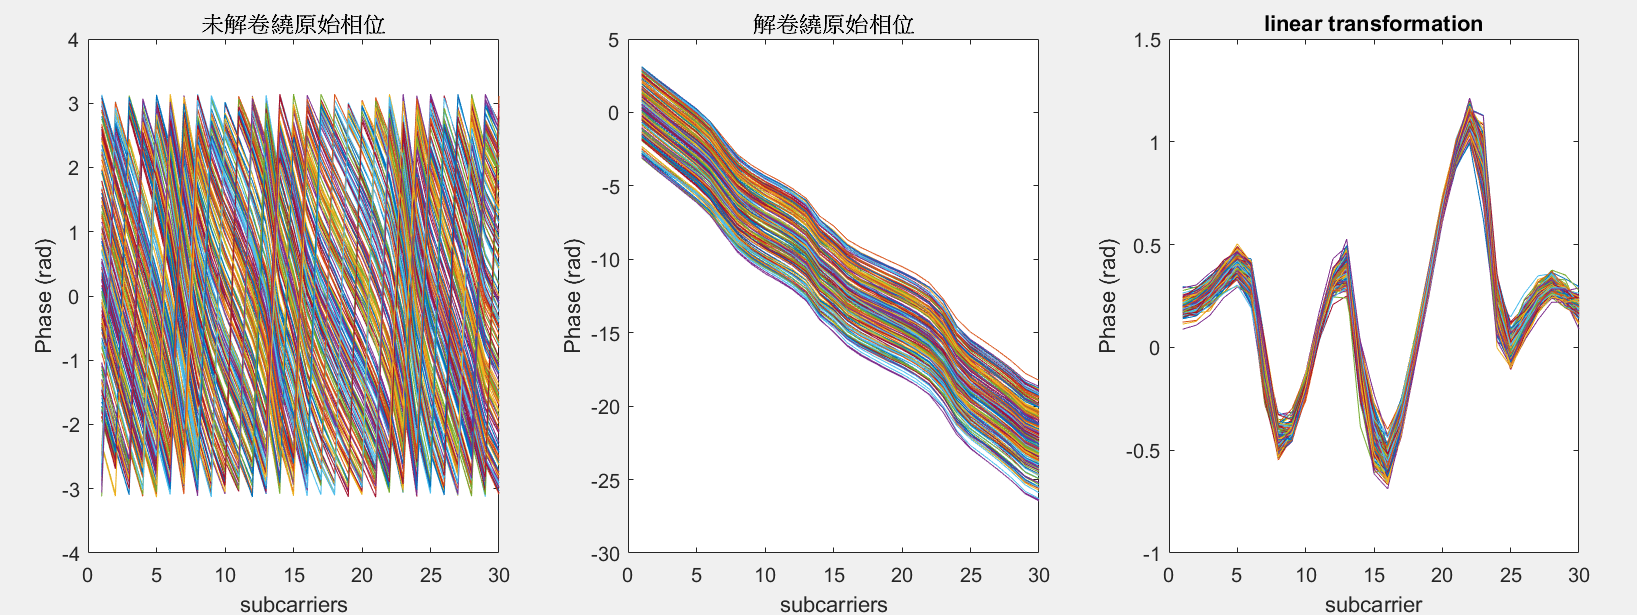 未解卷繞原始相位
4
3
2
1
0
-1
-2
-3
-4
0 5 10 15 20 25 30
Phase (rad)
subcarriers
解卷繞原始相位
5
0
-5
-10
-15
-20
-25
-30
0 5 10 15 20 25 30
Phase (rad)
subcarriers
linear transformation
1.5
1
0.5
0
-0.5
-1
0 5 10 15 20 25 30
Phase (rad)
subcarrier